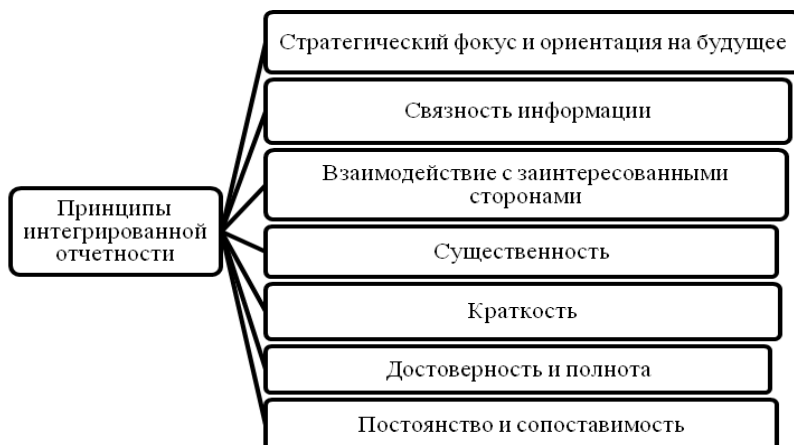 Принципы
интегрированной
отчетности
Стратегический фокус и ориентация на будущее
Связность информации
Взаимодействие с заинтересованными
сторонами
Существенность
Краткость
Достоверность и полнота
Постоянство и сопоставимость